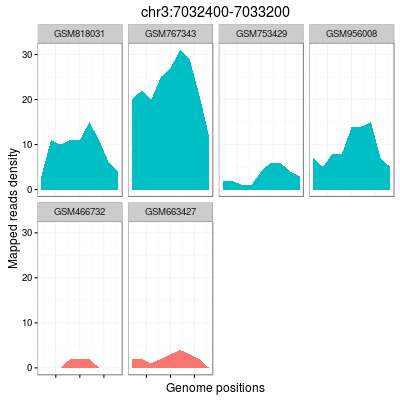 chr3:7032400-7033200
GSM818031 GSM767343 GSM753429 GSM956008
30
20
10
0
GSM466732 GSM663427
30
20
10
0
Mapped reads density
Genome positions